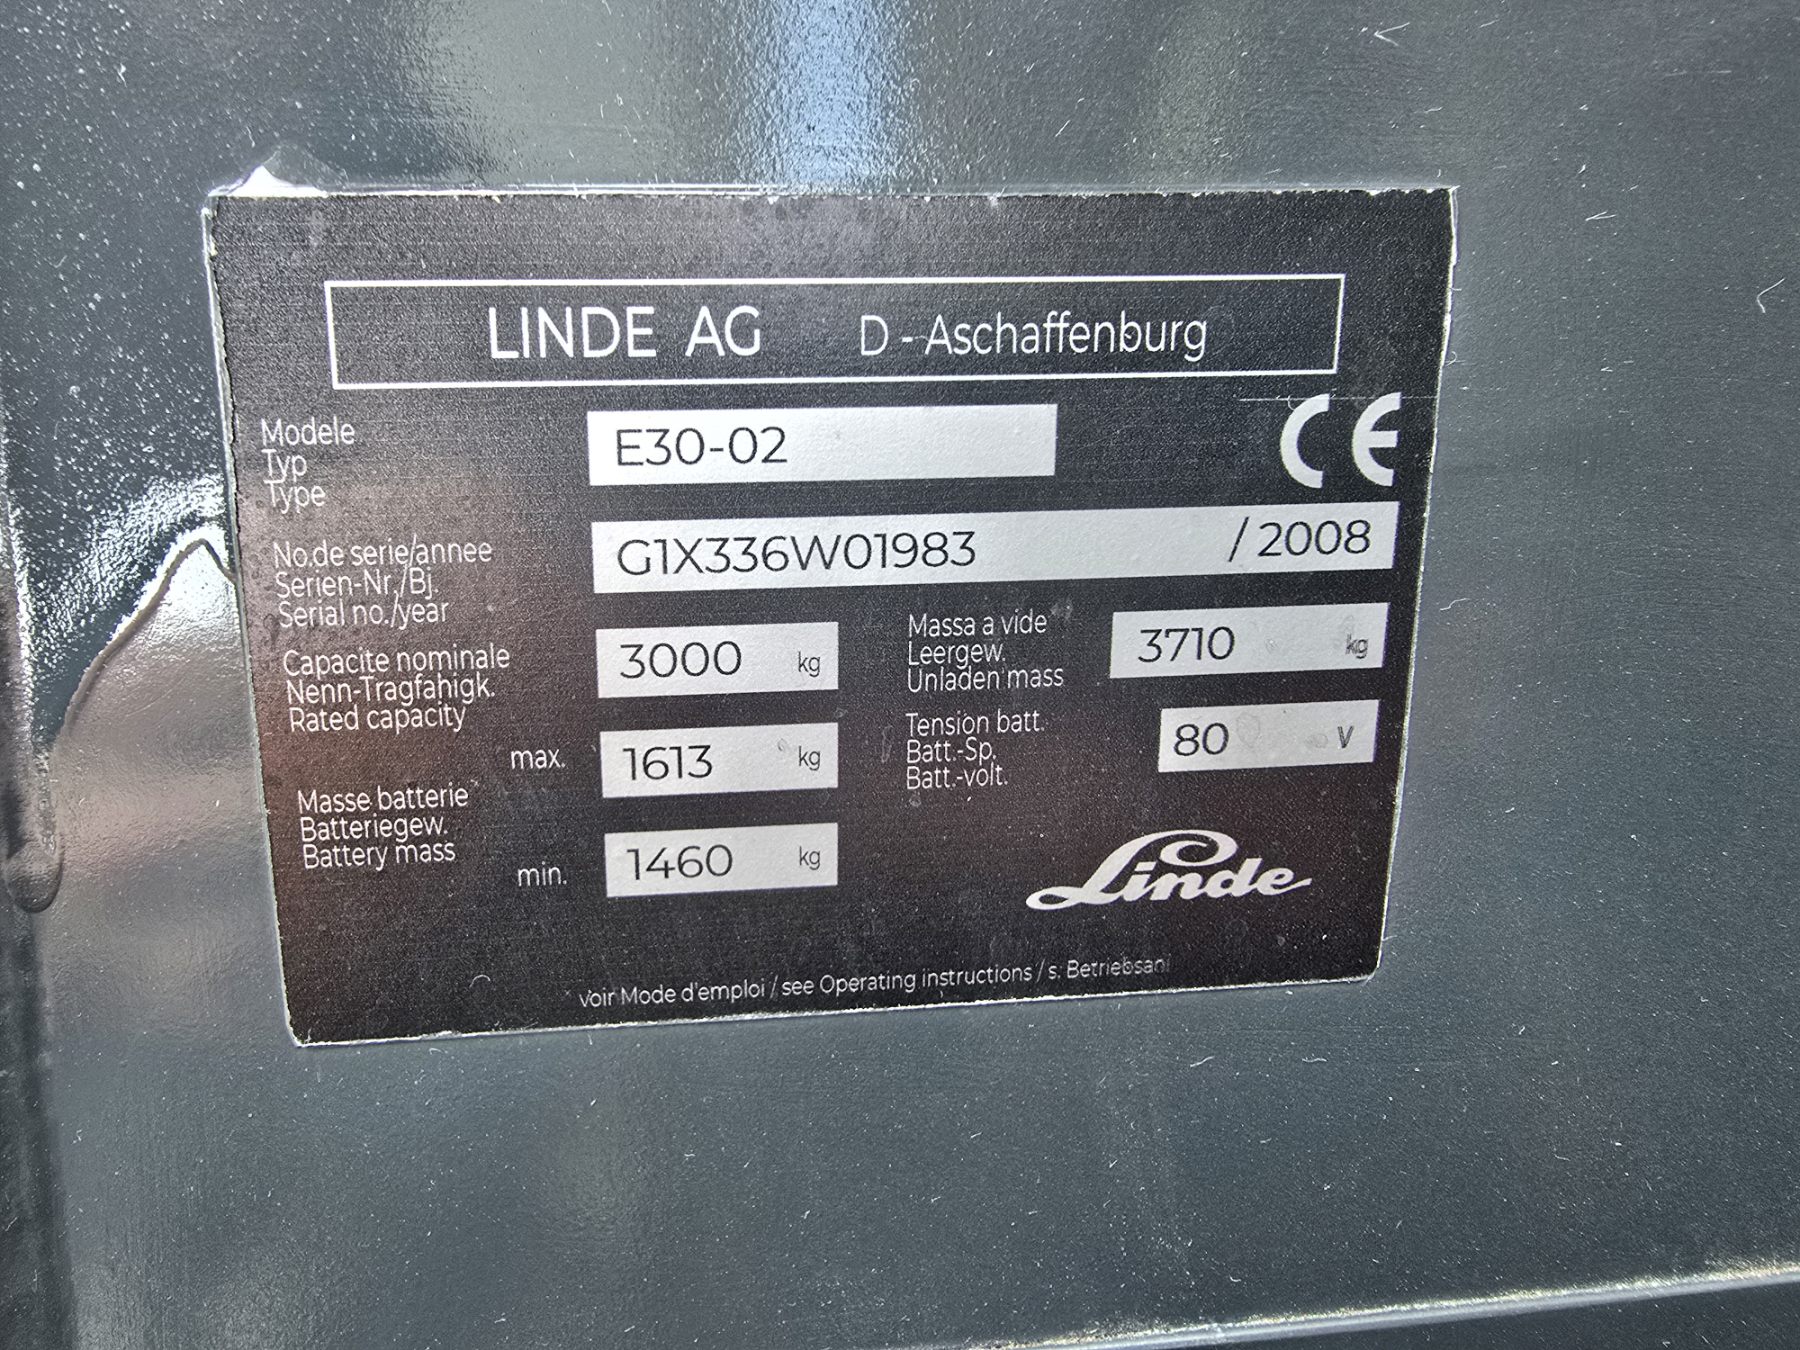 LINDE AG D - Aschaffenburg
Modele
Typ
Type
E30-02
CE
No.de serie/annee
Serien-Nr./Bj.
Serial no./year
G1X336W01983 / 2008
Capacite nominale
Nenn-Tragfahigk.
Rated capacity
3000 kg
Massa a vide
Leergew.
Unladen mass
3710 kg
max. 1613 kg
Tension batt.
Batt.-Sp.
Batt.-volt.
80 V
Masse batterie
Batteriegew.
Battery mass
min. 1460 kg
Linde
voir Mode d'emploi / see Operating instructions / s. Betriebsanl